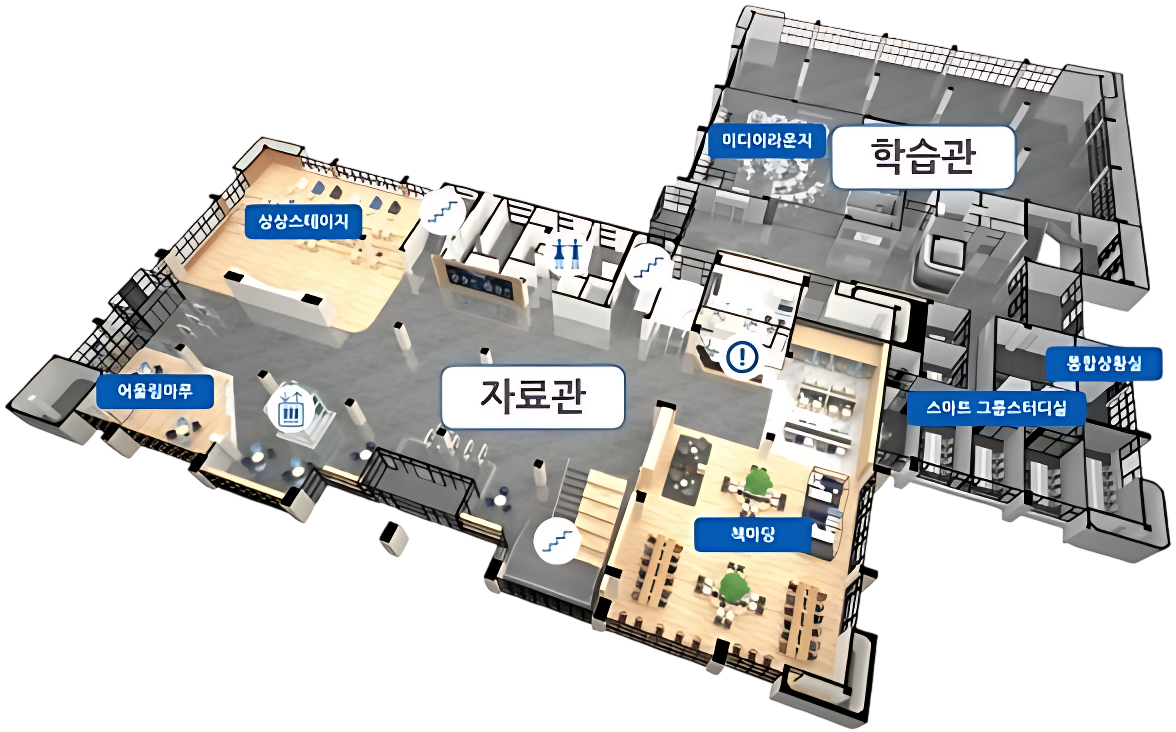 미디어라운지
학습관
상상스테이지
통합상황실
어울림마루
자료관
스마트 그룹스터디실
책마당